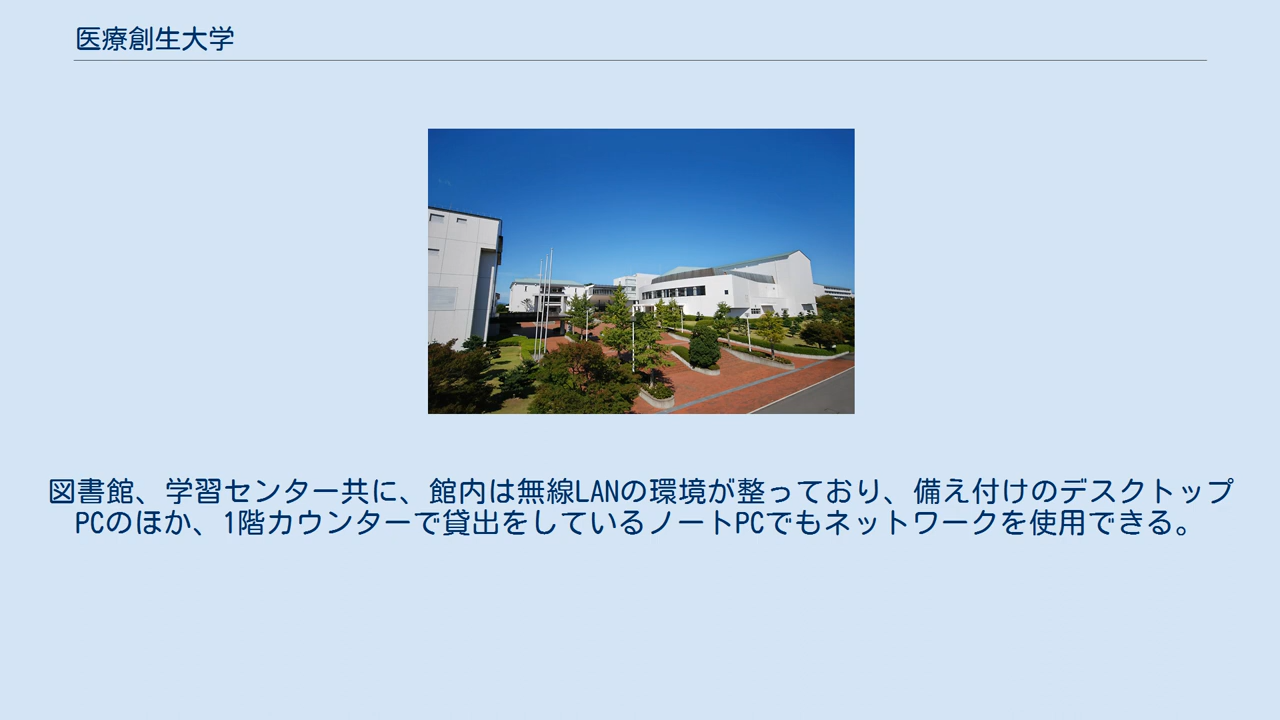 医療創生大学
図書館、学習センター共に、館内は無線LANの環境が整っており、備え付けのデスクトップ
PCのほか、1階カウンターで貸出をしているノートPCでもネットワークを使用できる。